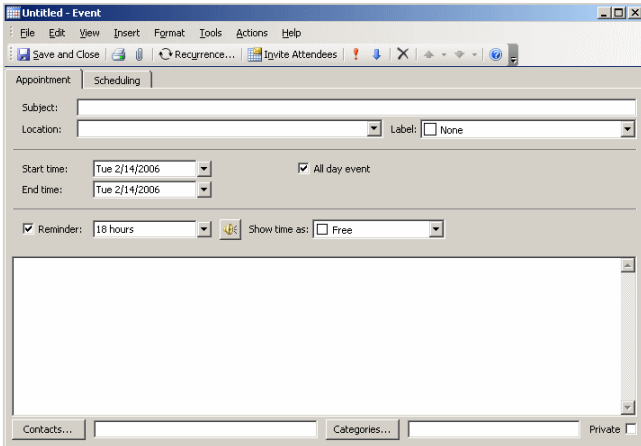 Untitled - Event
File Edit View Insert Format Tools Actions Help
Save and Close Recurrence... Invite Attendees
Appointment Scheduling
Subject:
Location: Label: None
Start time: Tue 2/14/2006 All day event
End time: Tue 2/14/2006
Reminder: 18 hours Show time as: Free
Contacts... Categories... Private